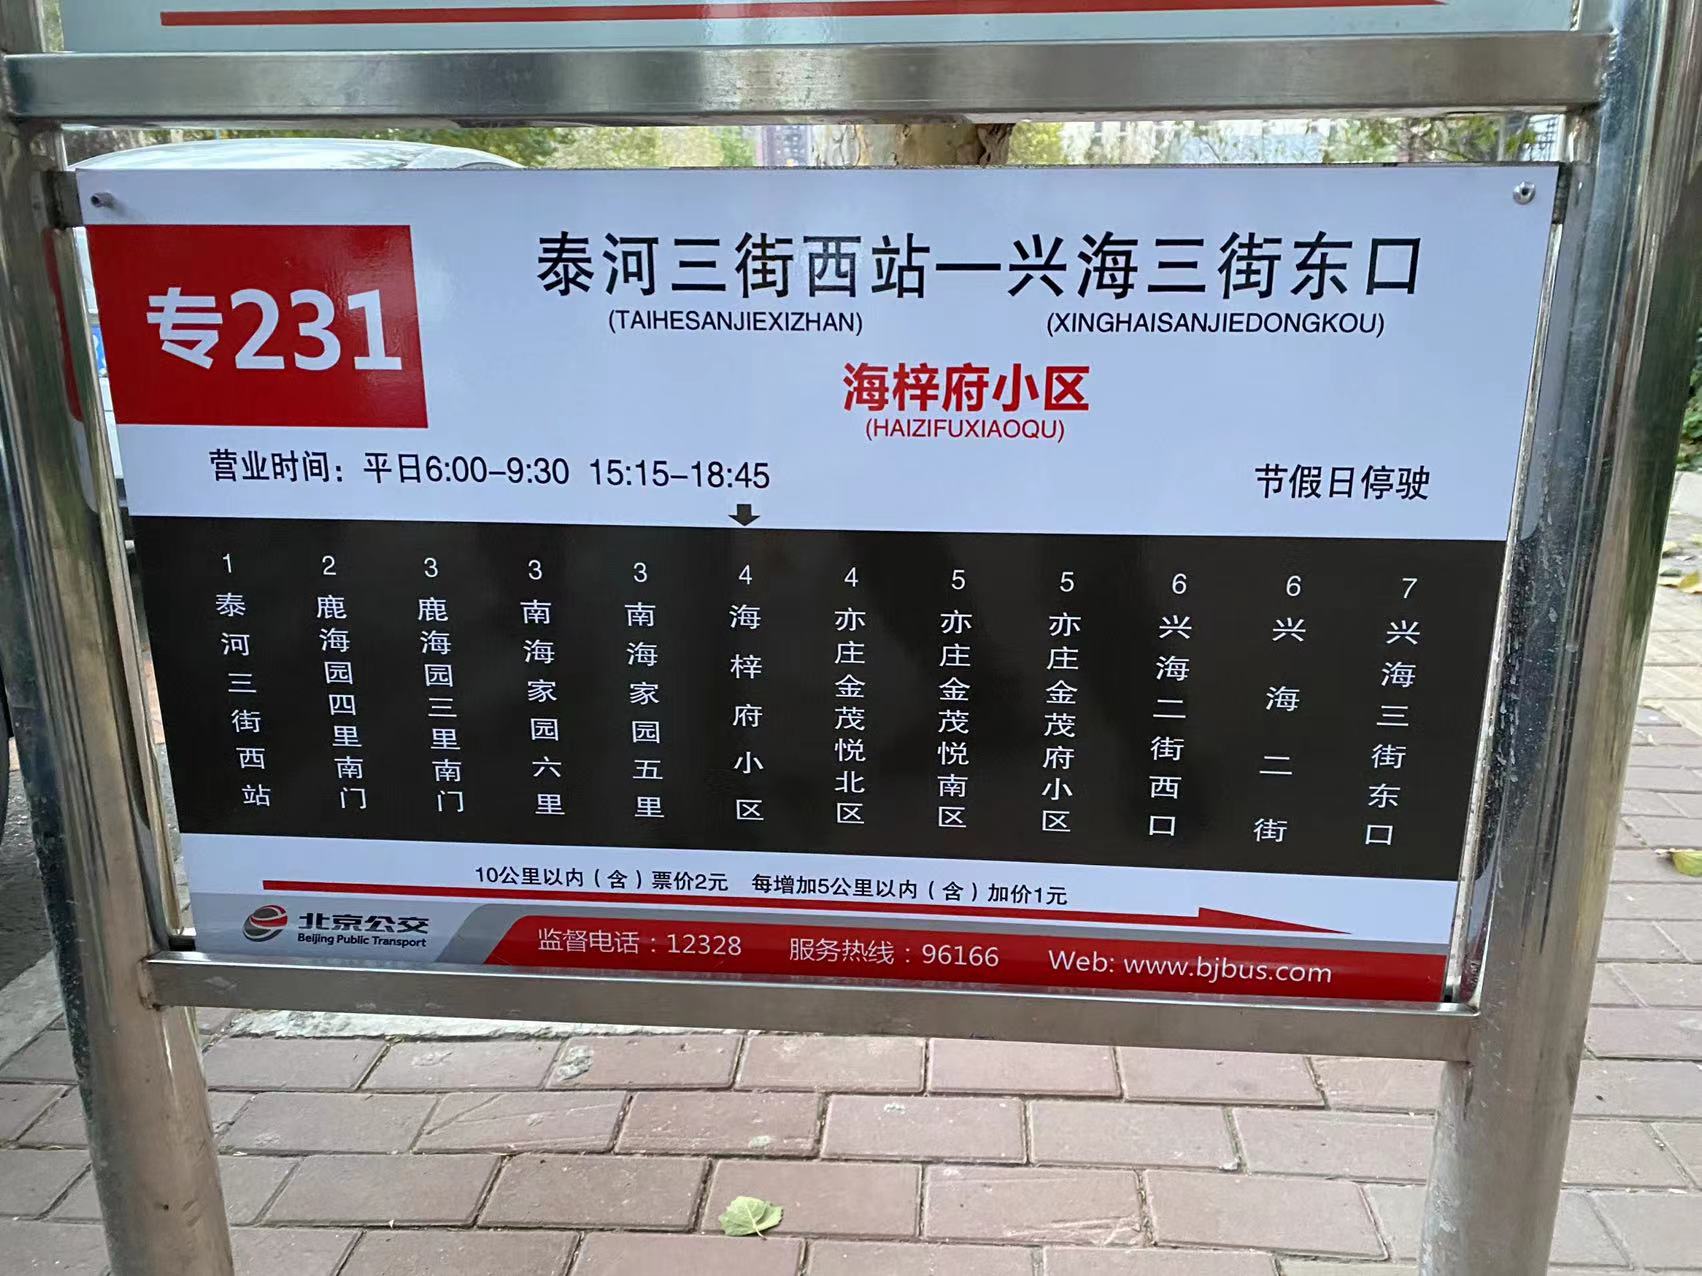 专231
泰河三街西站—兴海三街东口
(TAIHESANJIEXIZHAN)
(XINGHAISANJIEDONGKOU)
海梓府小区
(HAIZIFUXIAOQU)
营业时间：平日6:00-9:30 15:15-18:45
节假日停驶
1 泰河三街西站
2 鹿海园四里南门
3 鹿海园三里南门
3 南海家园六里
3 南海家园五里
4 海梓府小区
4 亦庄金茂悦北区
5 亦庄金茂悦南区
5 亦庄金茂府小区
6 兴海二街西口
6 兴海二街
7 兴海三街东口
10公里以内（含）票价2元 每增加5公里以内（含）加价1元
北京公交
Beijing Public Transport
监督电话：12328 服务热线：96166 Web: www.bjbus.com